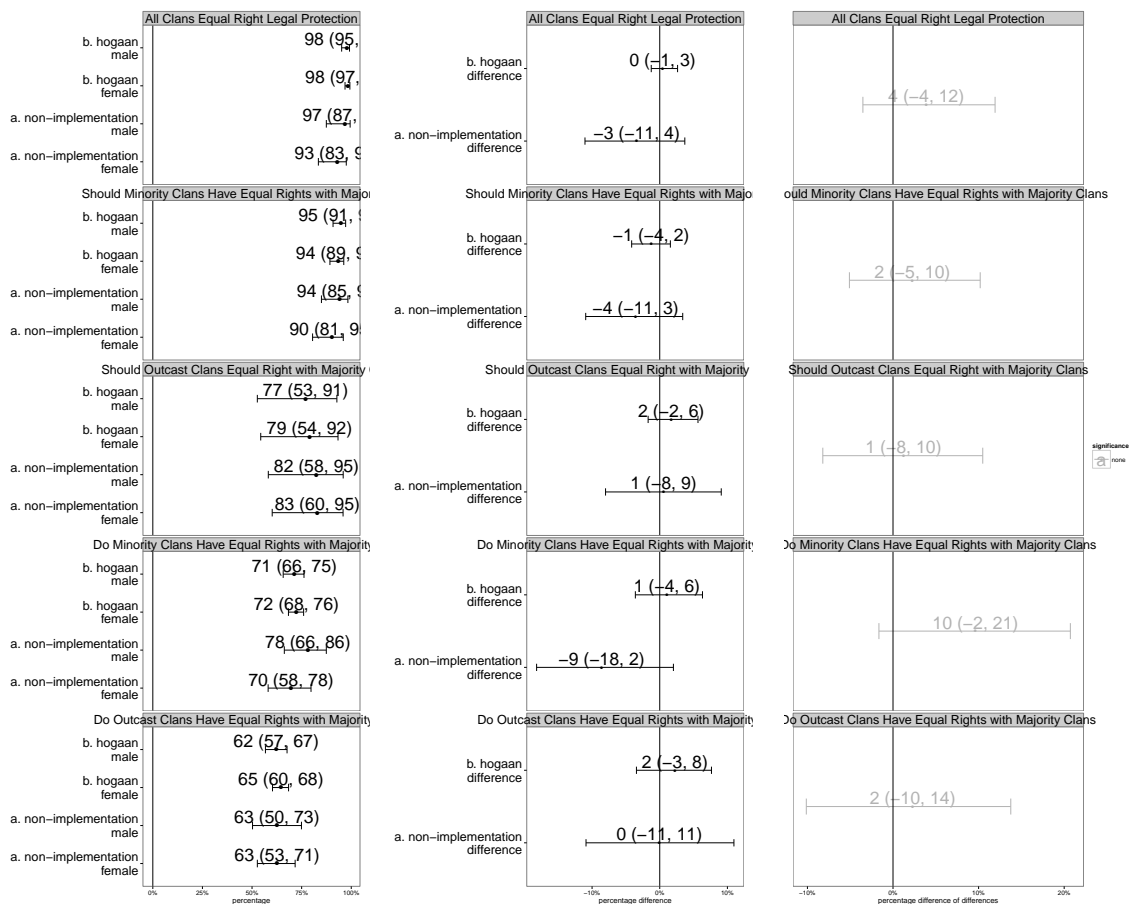 All Clans Equal Right Legal Protection
b. hogaan
male
98 (95,
b. hogaan
female
98 (97,
a. non−implementation
male
97 (87,
a. non−implementation
female
93 (83, 9
Should Minority Clans Have Equal Rights with Major
b. hogaan
male
95 (91, 9
b. hogaan
female
94 (89, 9
a. non−implementation
male
94 (85, 9
a. non−implementation
female
90 (81, 95
Should Outcast Clans Equal Right with Majority
b. hogaan
male
77 (53, 91)
b. hogaan
female
79 (54, 92)
a. non−implementation
male
82 (58, 95)
a. non−implementation
female
83 (60, 95)
Do Minority Clans Have Equal Rights with Majority
b. hogaan
male
71 (66, 75)
b. hogaan
female
72 (68, 76)
a. non−implementation
male
78 (66, 86)
a. non−implementation
female
70 (58, 78)
Do Outcast Clans Have Equal Rights with Majority
b. hogaan
male
62 (57, 67)
b. hogaan
female
65 (60, 68)
a. non−implementation
male
63 (50, 73)
a. non−implementation
female
63 (53, 71)
0% 25% 50% 75% 100%
percentage
All Clans Equal Right Legal Protection
b. hogaan
difference
0 (−1, 3)
a. non−implementation
difference
−3 (−11, 4)
Should Minority Clans Have Equal Rights with Majo
b. hogaan
difference
−1 (−4, 2)
a. non−implementation
difference
−4 (−11, 3)
Should Outcast Clans Equal Right with Majority
b. hogaan
difference
2 (−2, 6)
a. non−implementation
difference
1 (−8, 9)
Do Minority Clans Have Equal Rights with Majority
b. hogaan
difference
1 (−4, 6)
a. non−implementation
difference
−9 (−18, 2)
Do Outcast Clans Have Equal Rights with Majority
b. hogaan
difference
2 (−3, 8)
a. non−implementation
difference
0 (−11, 11)
−10% 0% 10%
percentage difference
All Clans Equal Right Legal Protection
4 (−4, 12)
ould Minority Clans Have Equal Rights with Majority Clans
2 (−5, 10)
Should Outcast Clans Equal Right with Majority Clans
1 (−8, 10)
Do Minority Clans Have Equal Rights with Majority Clans
10 (−2, 21)
Do Outcast Clans Have Equal Rights with Majority Clans
2 (−10, 14)
−10% 0% 10% 20%
percentage difference of differences
significance
a none